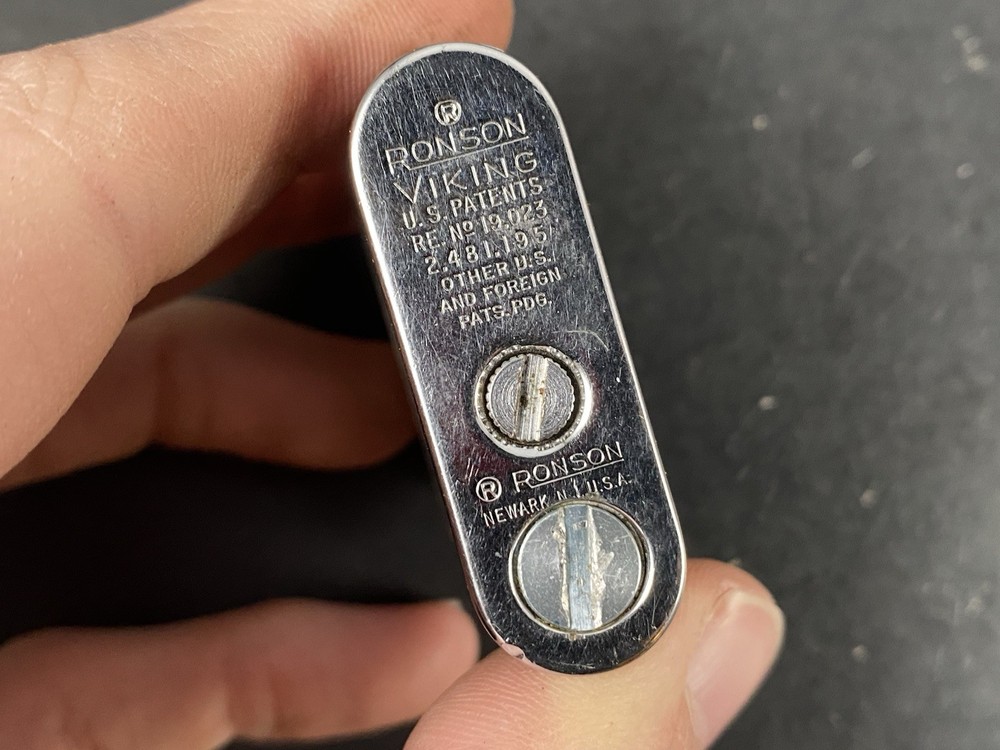 ®
RONSON
VIKING
U.S. PATENTS
RE. Nº 19,023
2.481.195
OTHER U.S.
AND FOREIGN
PATS. PDG.
® RONSON
NEWARK N.J. U.S.A.